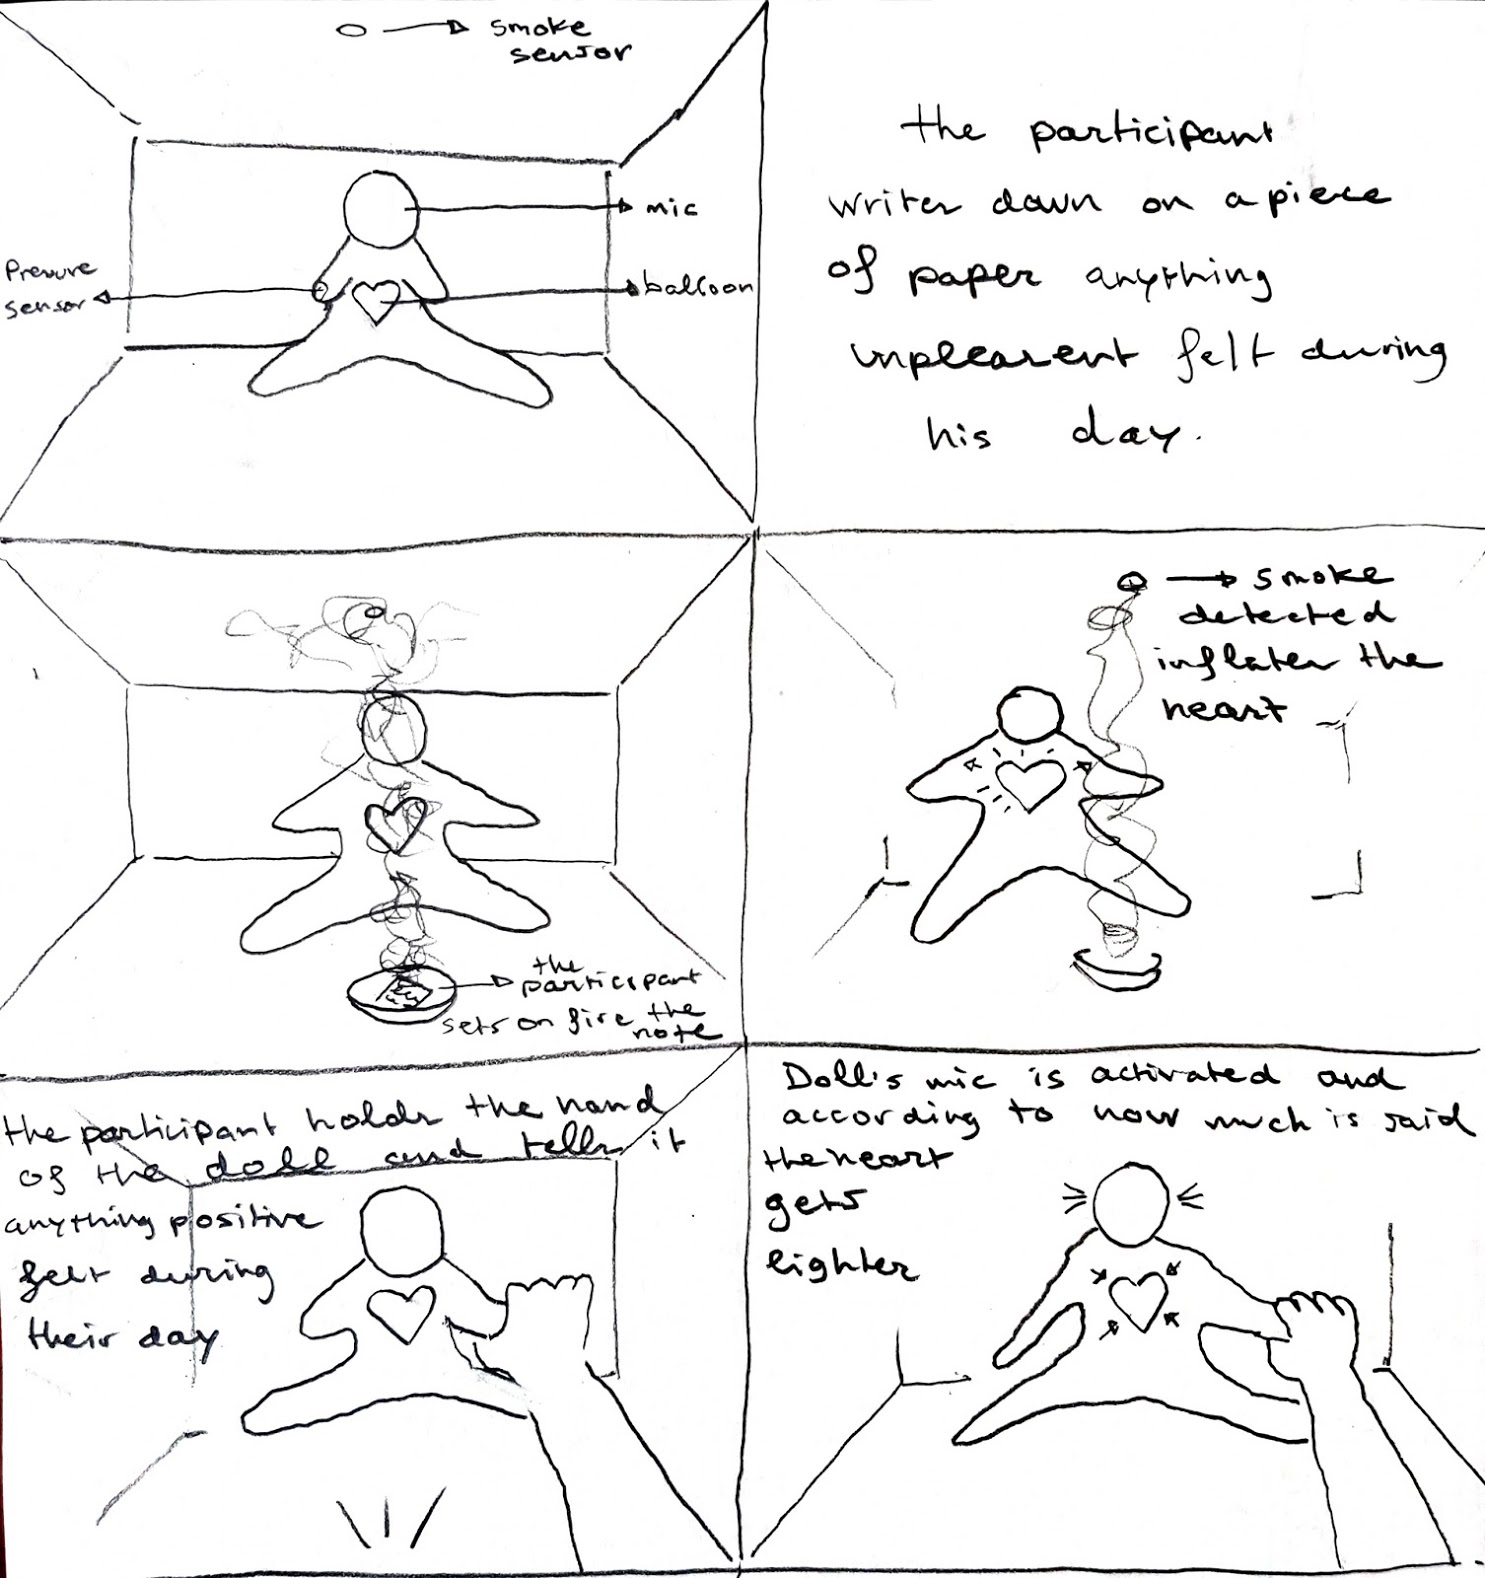 smoke
sensor
mic
Pressure
sensor
balloon
the participant
writes down on a piece
of paper anything
unpleasent felt during
his day.
the
participant
sets on fire the
note
smoke
detected
inflates the
heart
the participant holds the hand
of the doll and tells it
anything positive
felt during
their day
Doll's mic is activated and
according to how much is said
the heart
gets
lighter